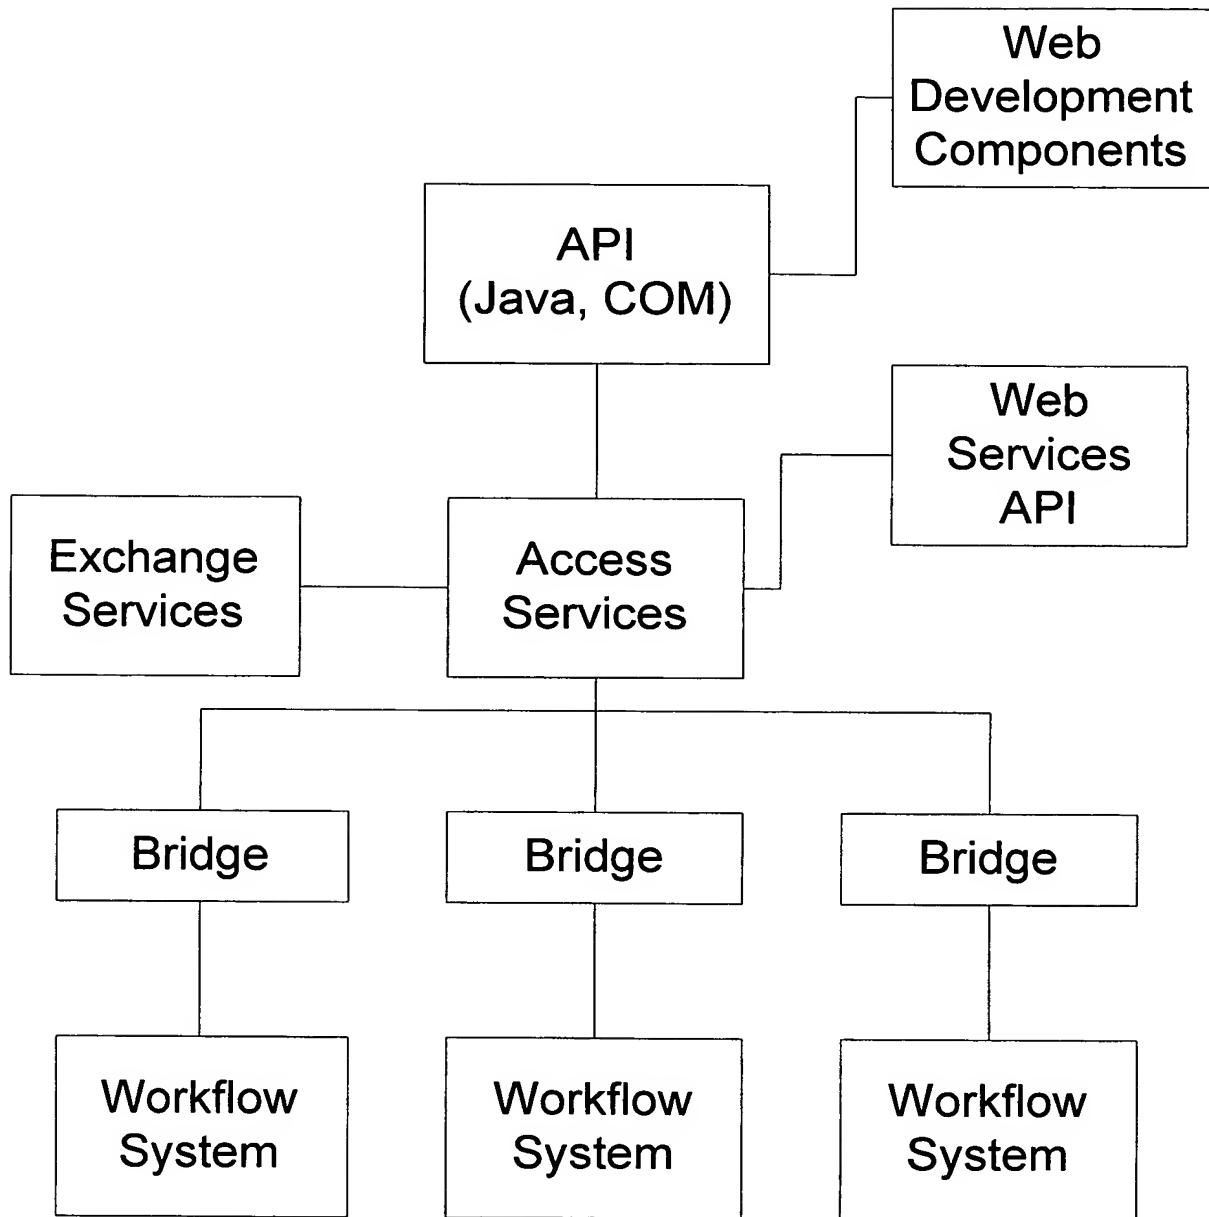 Web
Development
Components
API
(Java, COM)
Web
Services
API
Exchange
Services
Access
Services
Bridge
Bridge
Bridge
Workflow
System
Workflow
System
Workflow
System